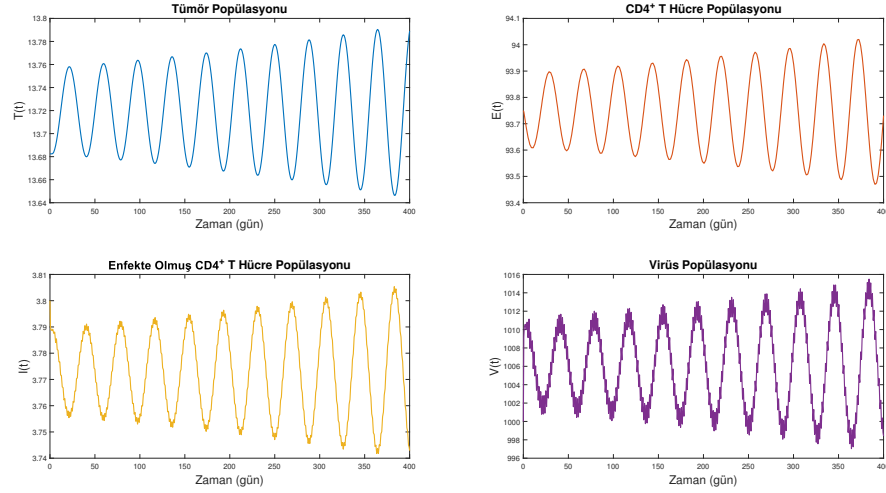 Tümör Popülasyonu
13.8
13.78
13.76
13.74
13.72
13.7
13.68
13.66
13.64
T(t)
0 50 100 150 200 250 300 350 400
Zaman (gün)
CD4⁺ T Hücre Popülasyonu
94.1
94
93.9
93.8
93.7
93.6
93.5
93.4
E(t)
0 50 100 150 200 250 300 350 400
Zaman (gün)
Enfekte Olmuş CD4⁺ T Hücre Popülasyonu
3.81
3.8
3.79
3.78
3.77
3.76
3.75
3.74
I(t)
0 50 100 150 200 250 300 350 400
Zaman (gün)
Virüs Popülasyonu
1016
1014
1012
1010
1008
1006
1004
1002
1000
998
996
V(t)
0 50 100 150 200 250 300 350 400
Zaman (gün)